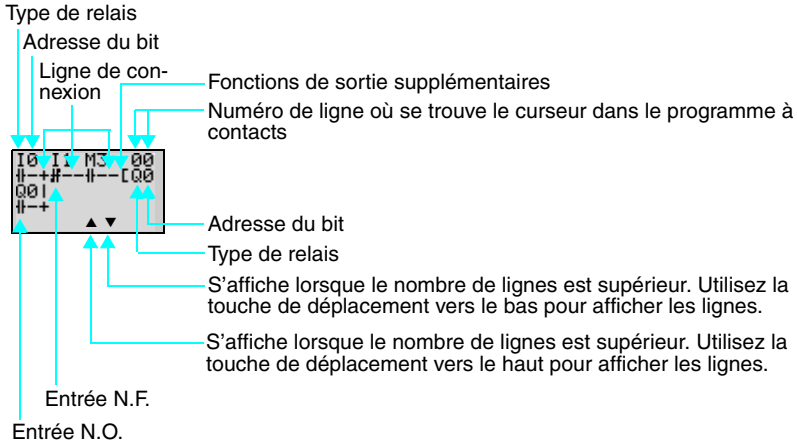 Type de relais
Adresse du bit
Ligne de con-
nexion
Fonctions de sortie supplémentaires
Numéro de ligne où se trouve le curseur dans le programme à
contacts
I0 I1 M3 00
[Q0
Q0
Adresse du bit
Type de relais
S'affiche lorsque le nombre de lignes est supérieur. Utilisez la
touche de déplacement vers le bas pour afficher les lignes.
S'affiche lorsque le nombre de lignes est supérieur. Utilisez la
touche de déplacement vers le haut pour afficher les lignes.
Entrée N.F.
Entrée N.O.